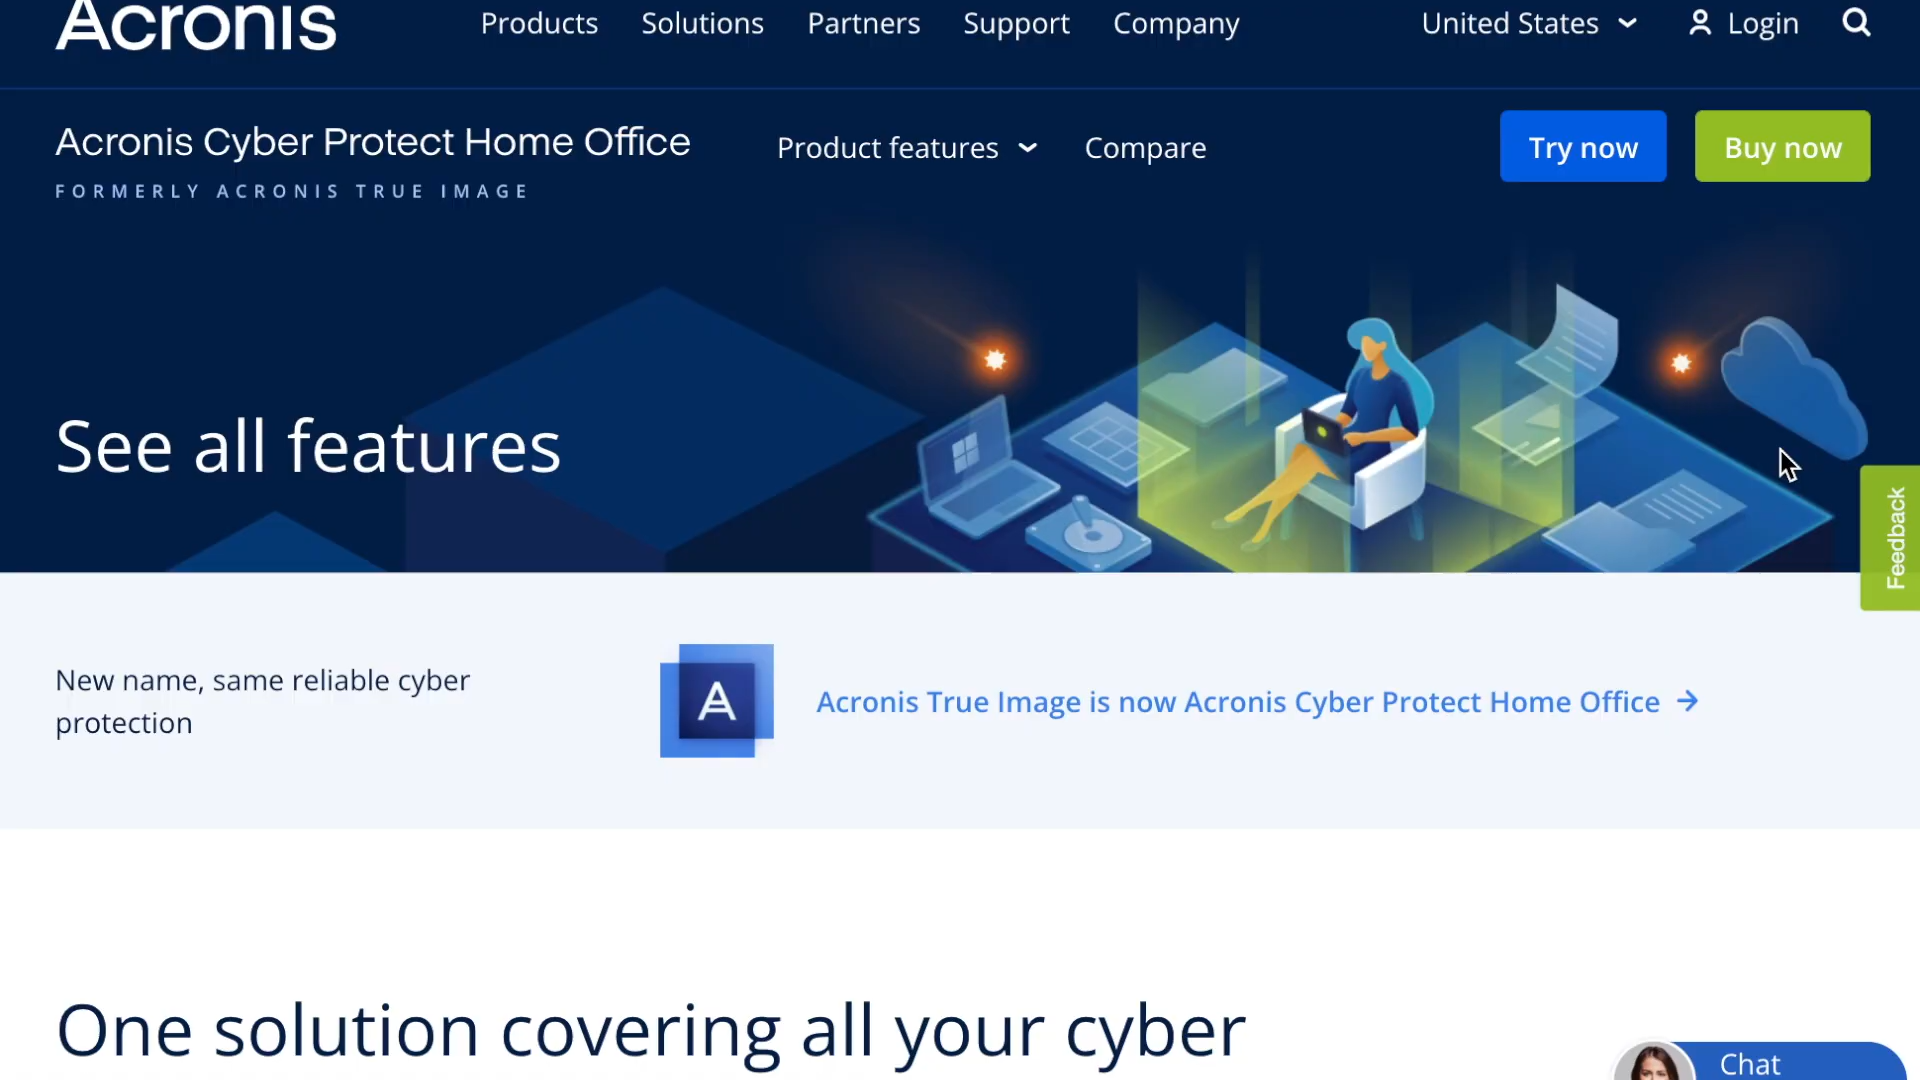 Acronis
Products Solutions Partners Support Company United States Login
Acronis Cyber Protect Home Office
FORMERLY ACRONIS TRUE IMAGE
Product features Compare Try now Buy now
See all features
Feedback
New name, same reliable cyber
protection
A
Acronis True Image is now Acronis Cyber Protect Home Office →
One solution covering all your cyber
Chat